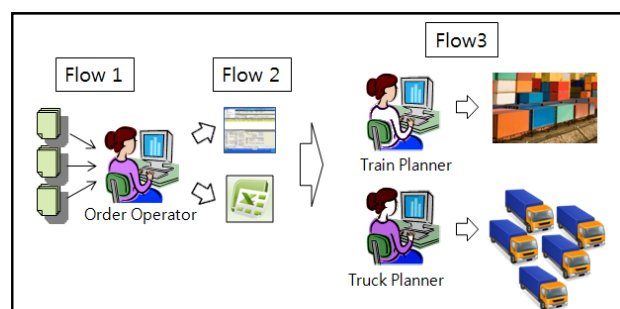 Flow 1
Flow 2
Flow3
Order Operator
Train Planner
Truck Planner